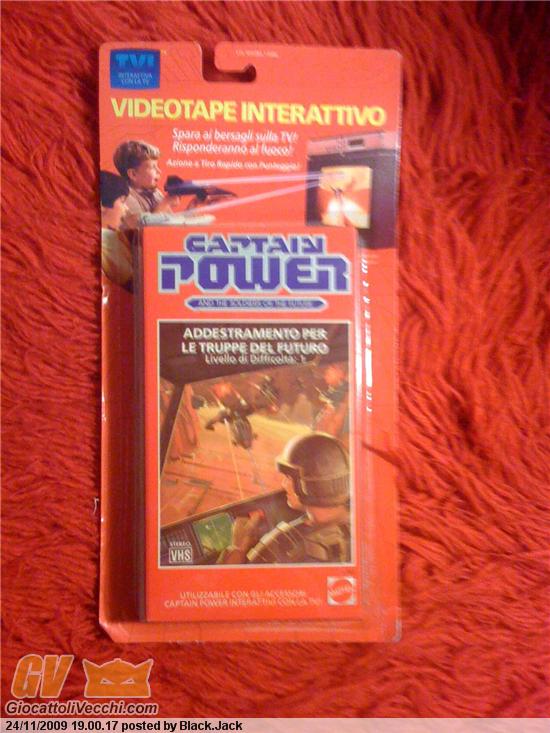 TVI
INTERATTIVA
CON LA TV
VIDEOTAPE INTERATTIVO
Spara ai bersagli sulla TV!
Risponderanno al fuoco!
Azione a Tiro Rapido con Punteggio!
CAPTAIN
POWER
AND THE SOLDIERS OF THE FUTURE
ADDESTRAMENTO PER
LE TRUPPE DEL FUTURO
Livello di Difficoltà: 1
STEREO
VHS
UTILIZZABILE CON GLI ACCESSORI
CAPTAIN POWER INTERATTIVI CON LA TV!
MATTEL
GV
GiocattoliVecchi.com
24/11/2009 19.00.17 posted by Black.Jack